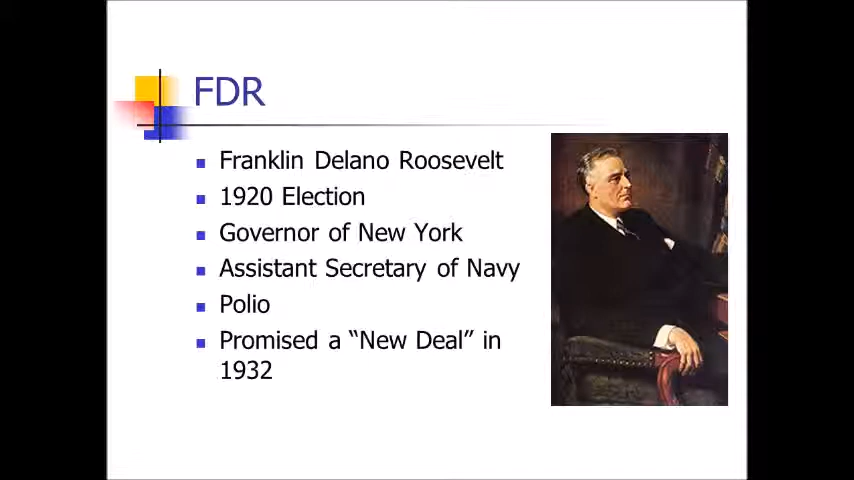 FDR
Franklin Delano Roosevelt
1920 Election
Governor of New York
Assistant Secretary of Navy
Polio
Promised a “New Deal” in
1932